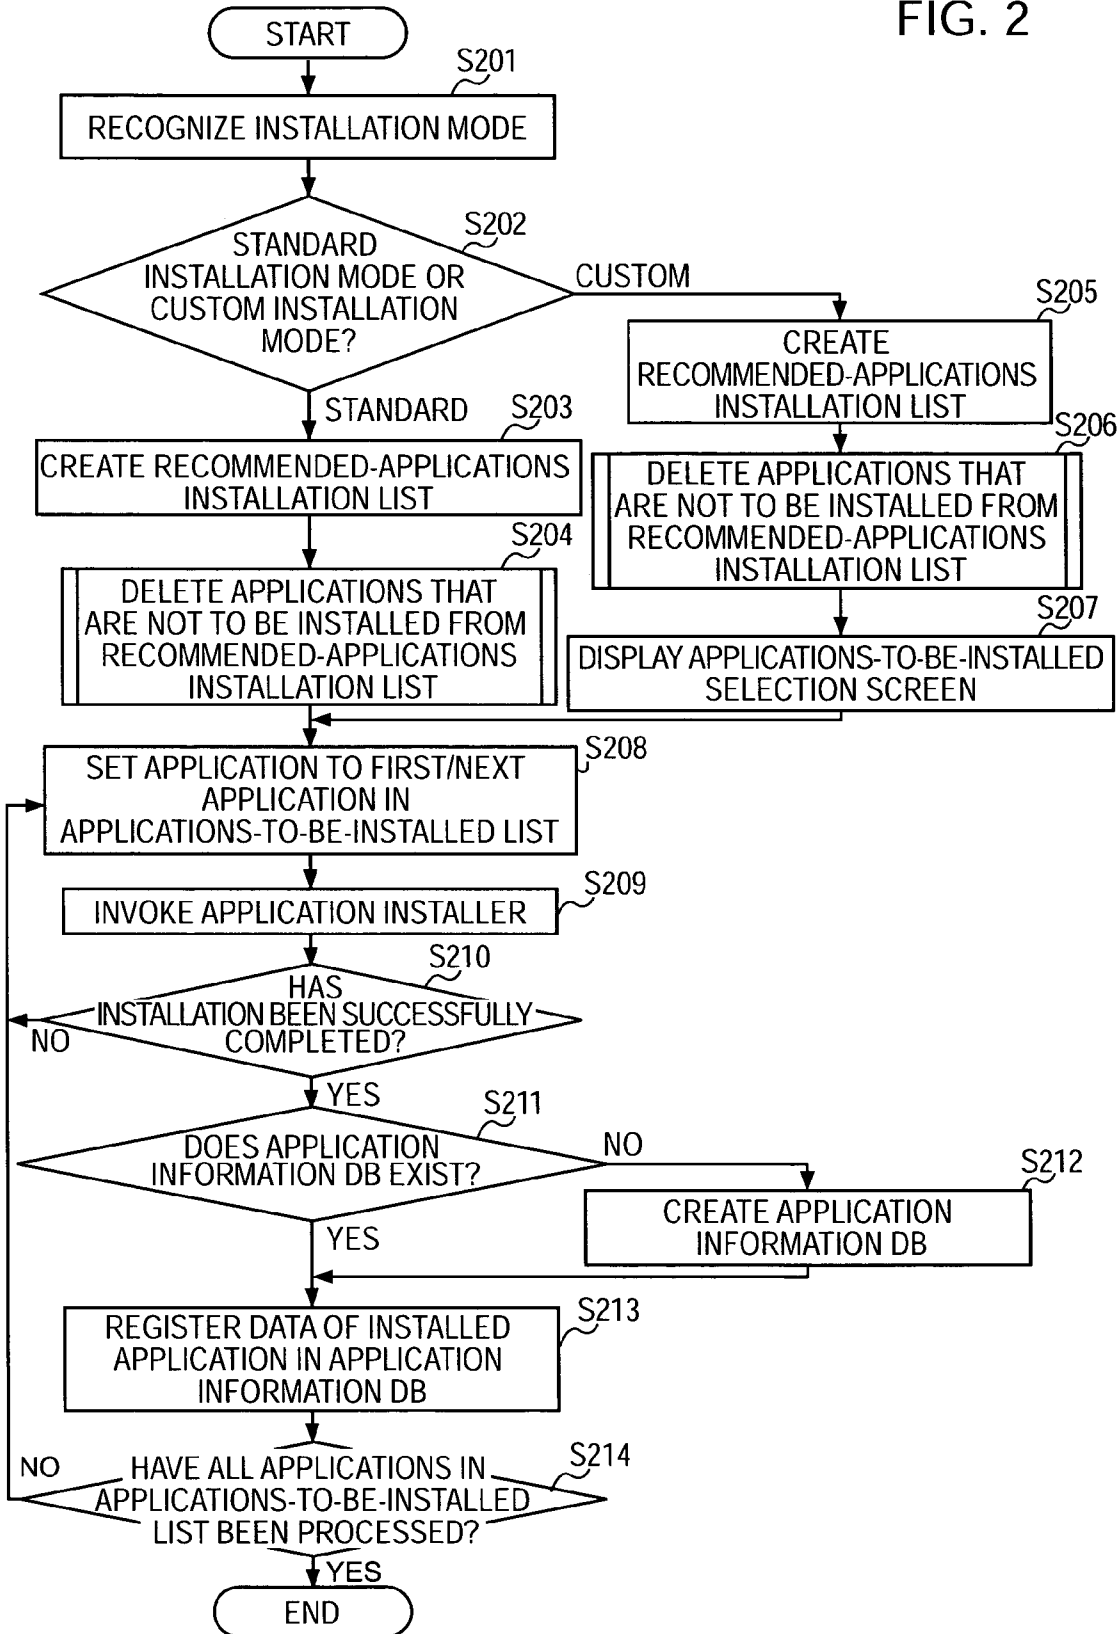 FIG. 2
START
S201
RECOGNIZE INSTALLATION MODE
S202
STANDARD
INSTALLATION MODE OR
CUSTOM INSTALLATION
MODE?
CUSTOM
STANDARD
S203
CREATE RECOMMENDED-APPLICATIONS
INSTALLATION LIST
S204
DELETE APPLICATIONS THAT
ARE NOT TO BE INSTALLED FROM
RECOMMENDED-APPLICATIONS
INSTALLATION LIST
S205
CREATE
RECOMMENDED-APPLICATIONS
INSTALLATION LIST
S206
DELETE APPLICATIONS THAT
ARE NOT TO BE INSTALLED FROM
RECOMMENDED-APPLICATIONS
INSTALLATION LIST
S207
DISPLAY APPLICATIONS-TO-BE-INSTALLED
SELECTION SCREEN
S208
SET APPLICATION TO FIRST/NEXT
APPLICATION IN
APPLICATIONS-TO-BE-INSTALLED LIST
S209
INVOKE APPLICATION INSTALLER
S210
HAS
INSTALLATION BEEN SUCCESSFULLY
COMPLETED?
NO
YES
S211
DOES APPLICATION
INFORMATION DB EXIST?
NO
S212
CREATE APPLICATION
INFORMATION DB
YES
S213
REGISTER DATA OF INSTALLED
APPLICATION IN APPLICATION
INFORMATION DB
S214
HAVE ALL APPLICATIONS IN
APPLICATIONS-TO-BE-INSTALLED
LIST BEEN PROCESSED?
NO
YES
END